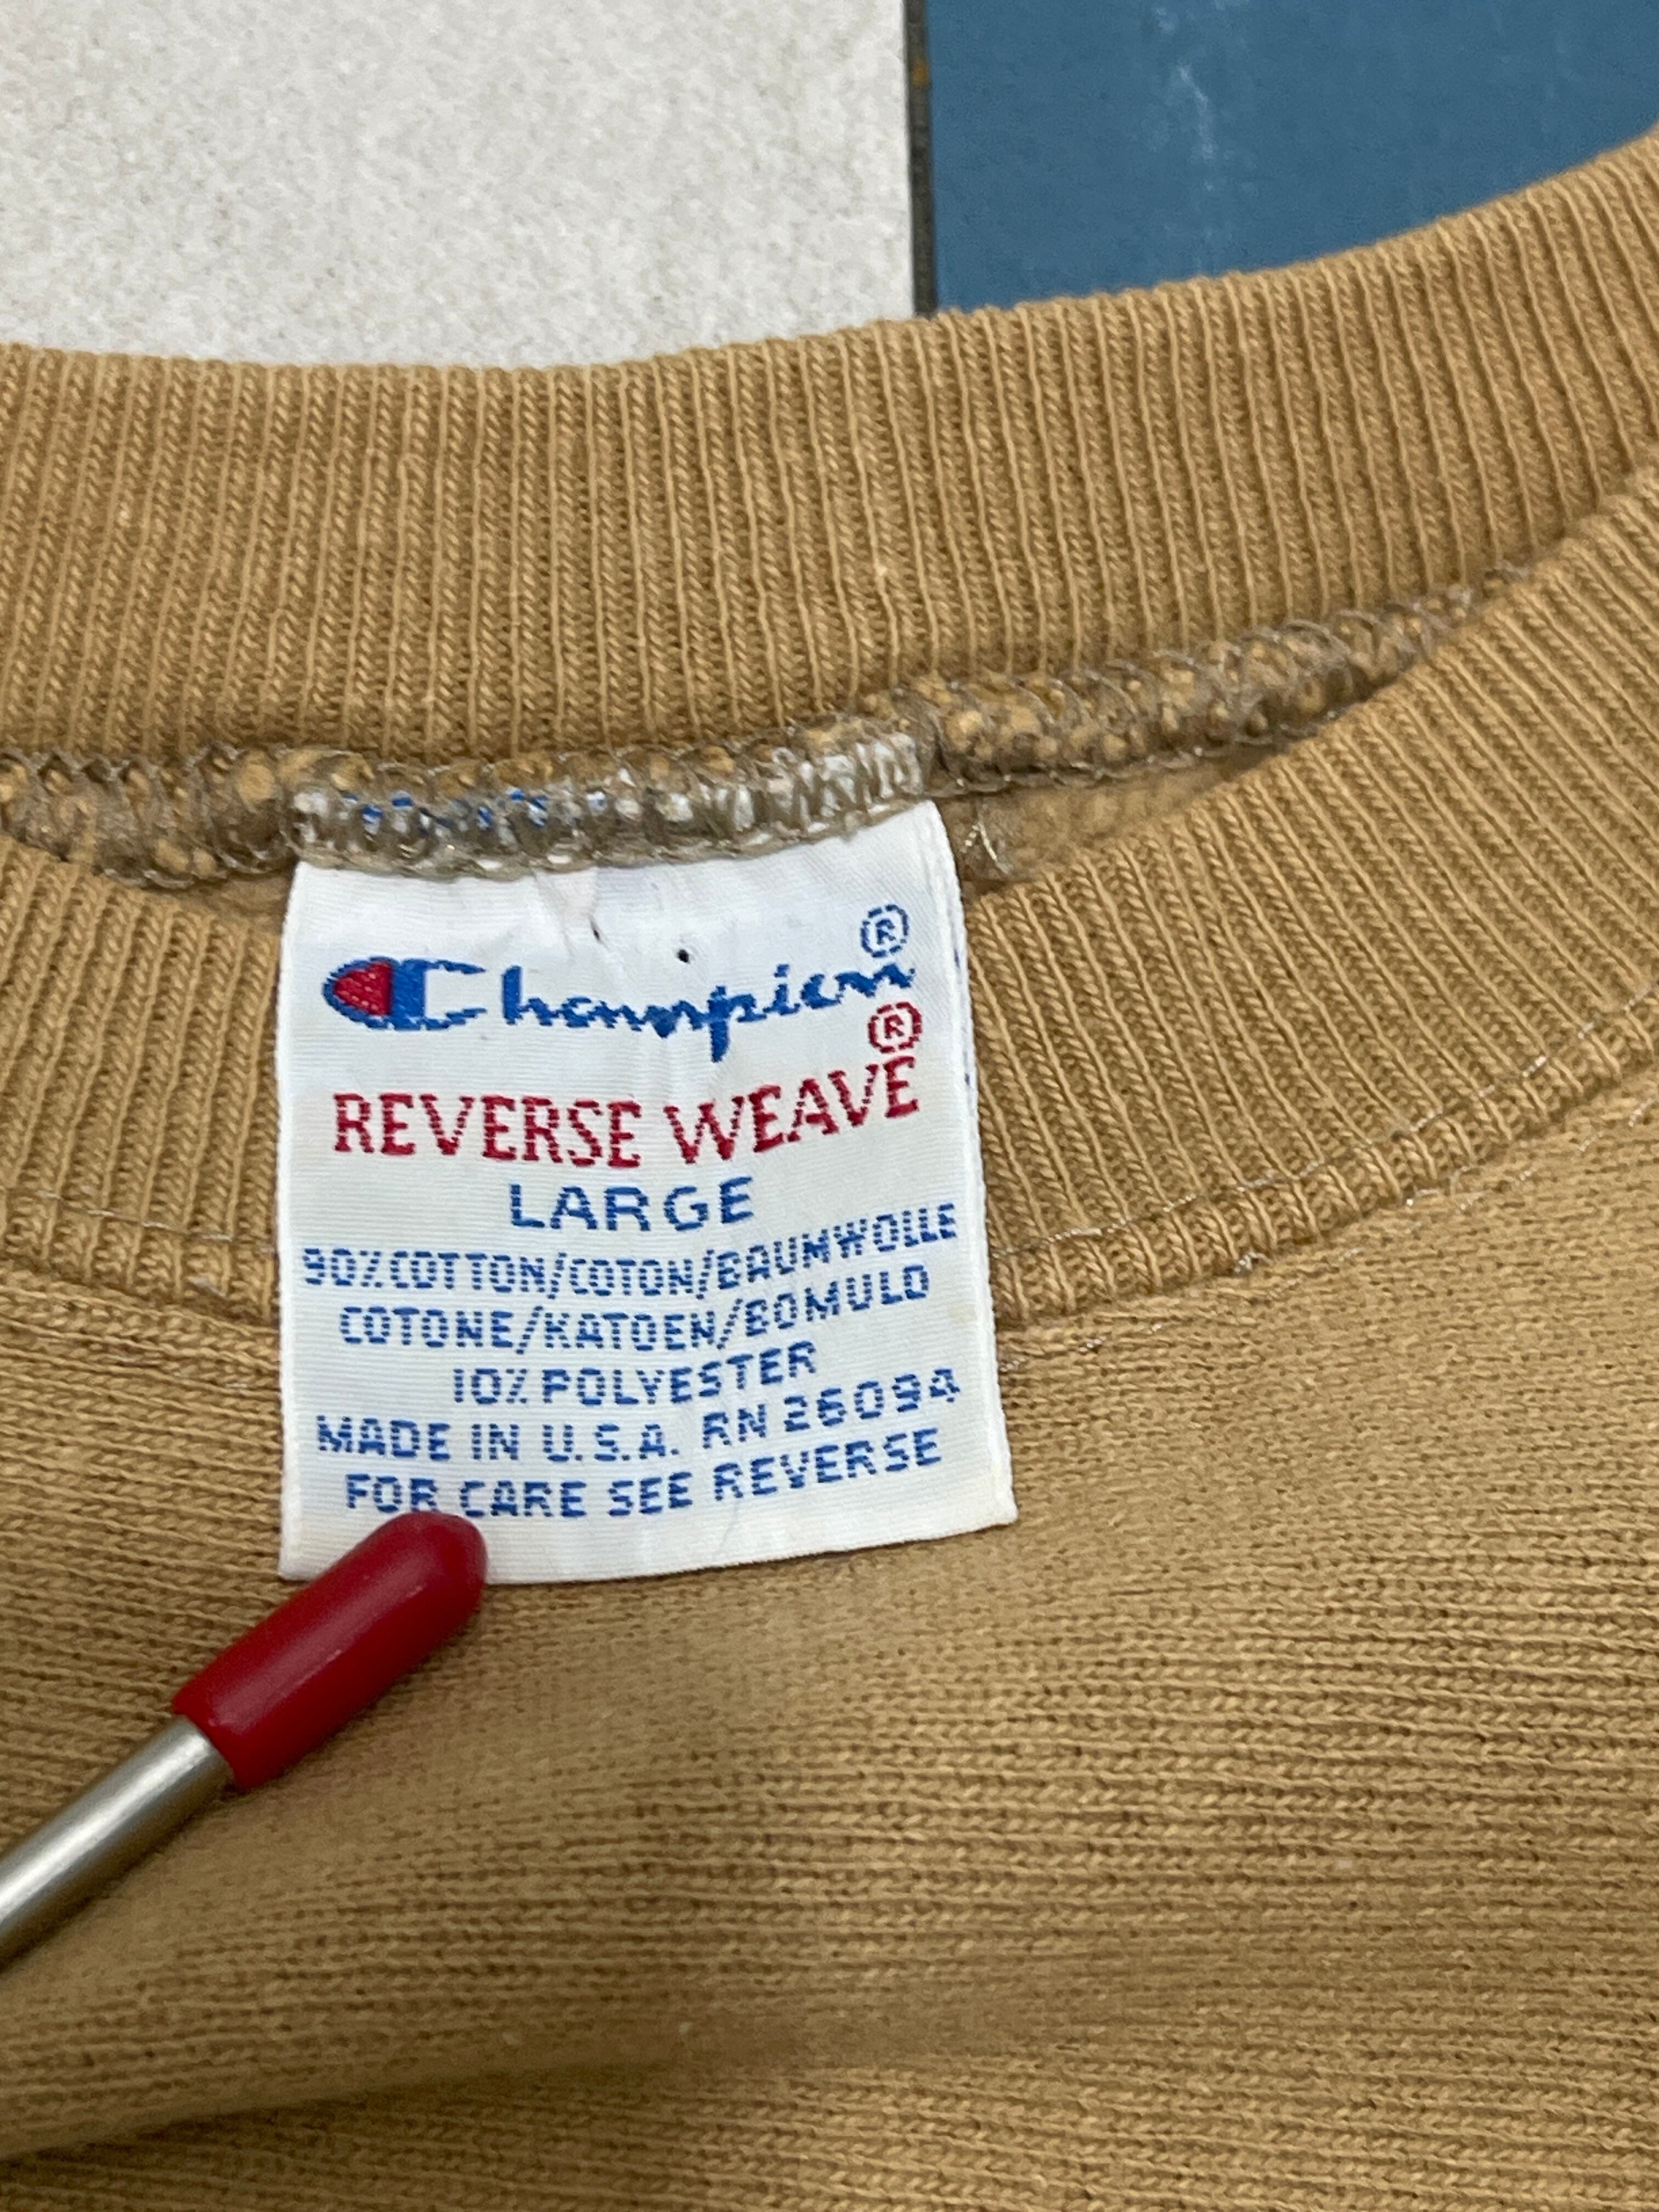 Champion®
REVERSE WEAVE®
LARGE
90% COTTON/COTON/BAUMWOLLE
COTONE/KATOEN/BOMULD
10% POLYESTER
MADE IN U.S.A. RN 26094
FOR CARE SEE REVERSE